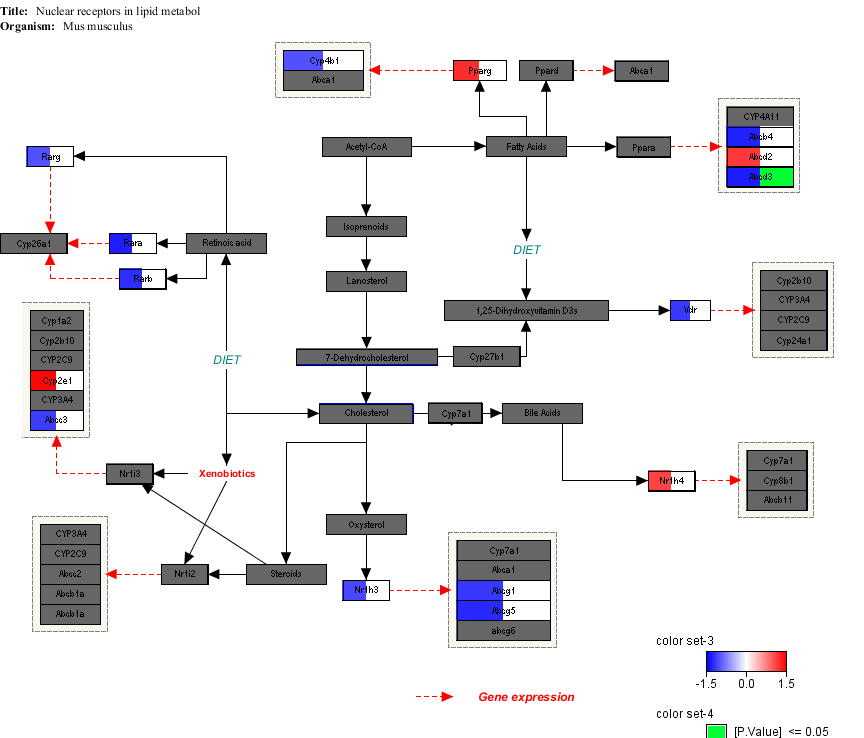 Title: Nuclear receptors in lipid metabol
Organism: Mus musculus
Cyp4b1
Abca1
Pparg
Ppard
Abca1
CYP4A11
Abcb4
Abcd2
Abcd3
Acetyl-CoA
Fatty Acids
Ppara
Rarg
Isoprenoids
Cyp26a1
Rara
Retinoic acid
DIET
Rarb
Lanosterol
Cyp2b10
CYP3A4
CYP2C9
Cyp24a1
1,25-Dihydroxyvitamin D3s
Vdr
Cyp1a2
Cyp2b10
CYP2C9
Cyp2e1
CYP3A4
Abcc3
DIET
7-Dehydrocholesterol
Cyp27b1
Cholesterol
Cyp7a1
Bile Acids
Nr1i3
Xenobiotics
Nr1h4
Cyp7a1
Cyp8b1
Abcb11
Oxysterol
CYP3A4
CYP2C9
Abcc2
Abcb1a
Abcb1a
Nr1i2
Steroids
Nr1h3
Cyp7a1
Abca1
Abcg1
Abcg5
abcg6
color set-3
-1.5 0.0 1.5
Gene expression
color set-4
[P.Value] <= 0.05